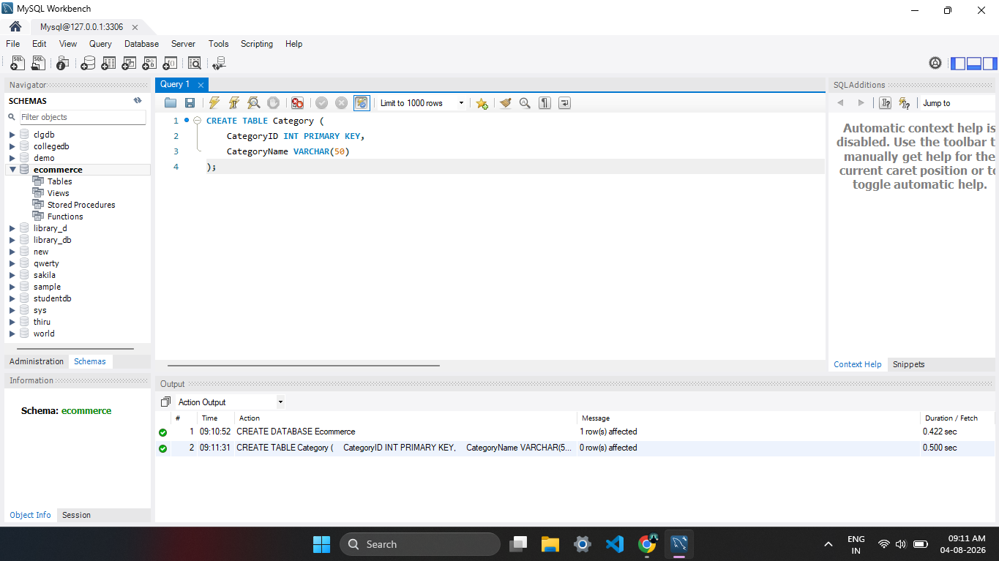 MySQL Workbench
Mysql@127.0.0.1:3306
File Edit View Query Database Server Tools Scripting Help
Navigator
SCHEMAS
Filter objects
clgdb
collegedb
demo
ecommerce
Tables
Views
Stored Procedures
Functions
library_d
library_db
new
qwerty
sakila
sample
studentdb
sys
thiru
world
Administration Schemas
Information
Schema: ecommerce
Object Info Session
Query 1
Limit to 1000 rows
1 CREATE TABLE Category (
2 CategoryID INT PRIMARY KEY,
3 CategoryName VARCHAR(50)
4 );
SQLAdditions
Jump to
Automatic context help is
disabled. Use the toolbar t
manually get help for the
current caret position or to
toggle automatic help.
Context Help Snippets
Output
Action Output
# Time Action Message Duration / Fetch
1 09:10:52 CREATE DATABASE Ecommerce 1 row(s) affected 0.422 sec
2 09:11:31 CREATE TABLE Category ( CategoryID INT PRIMARY KEY, CategoryName VARCHAR(5... 0 row(s) affected 0.500 sec
Search
ENG
IN
09:11 AM
04-08-2026